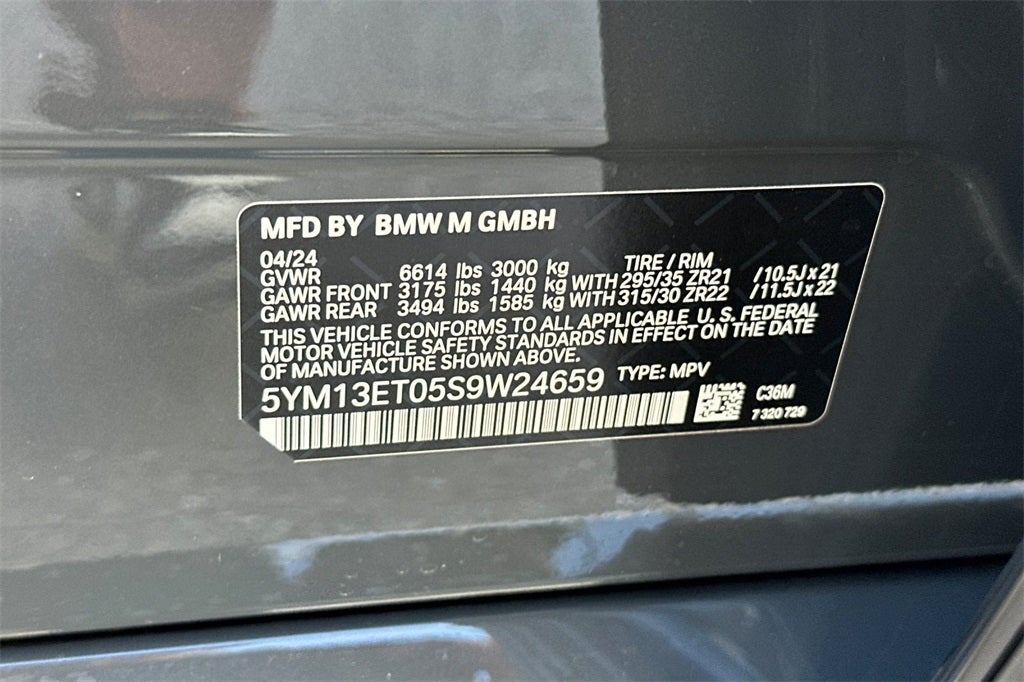 MFD BY BMW M GMBH
04/24 TIRE / RIM
GVWR 6614 lbs 3000 kg
GAWR FRONT 3175 lbs 1440 kg WITH 295/35 ZR21 /10.5J x 21
GAWR REAR 3494 lbs 1585 kg WITH 315/30 ZR22 /11.5J x 22
THIS VEHICLE CONFORMS TO ALL APPLICABLE U. S. FEDERAL
MOTOR VEHICLE SAFETY STANDARDS IN EFFECT ON THE DATE
OF MANUFACTURE SHOWN ABOVE.
5YM13ET05S9W24659 TYPE: MPV
C36M
7 320 729